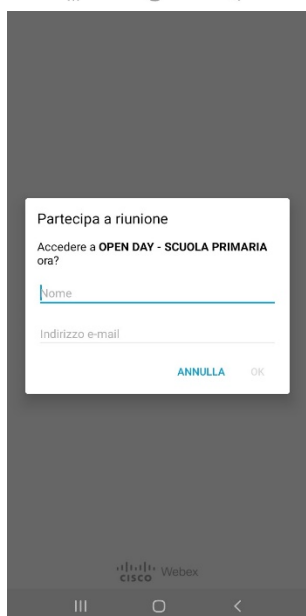 Partecipa a riunione
Accedere a OPEN DAY - SCUOLA PRIMARIA
ora?
Nome
Indirizzo e-mail
ANNULLA OK
CISCO Webex